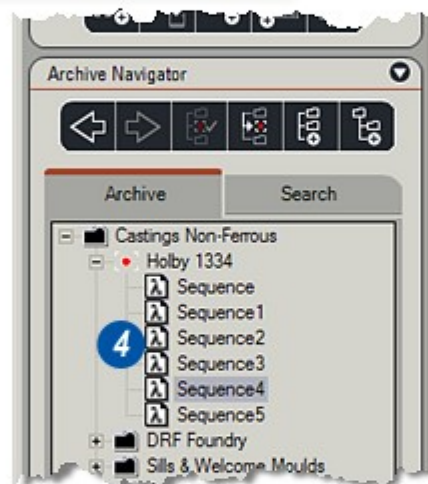 Archive Navigator
Archive Search
Castings Non-Ferrous
Holby 1334
λ Sequence
λ Sequence1
4 λ Sequence2
λ Sequence3
λ Sequence4
λ Sequence5
DRF Foundry
Sills & Welcome Moulds